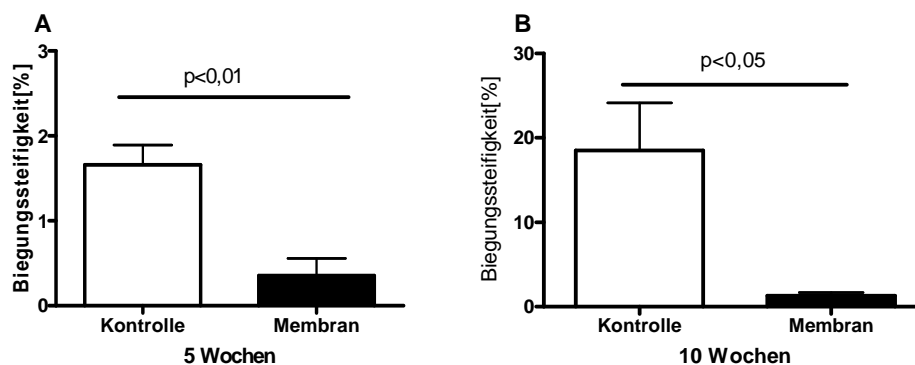 A
Biegungssteifigkeit[%]
3
2
1
0
p<0,01
Kontrolle
Membran
5 Wochen
B
Biegungssteifigkeit[%]
30
20
10
0
p<0,05
Kontrolle
Membran
10 Wochen